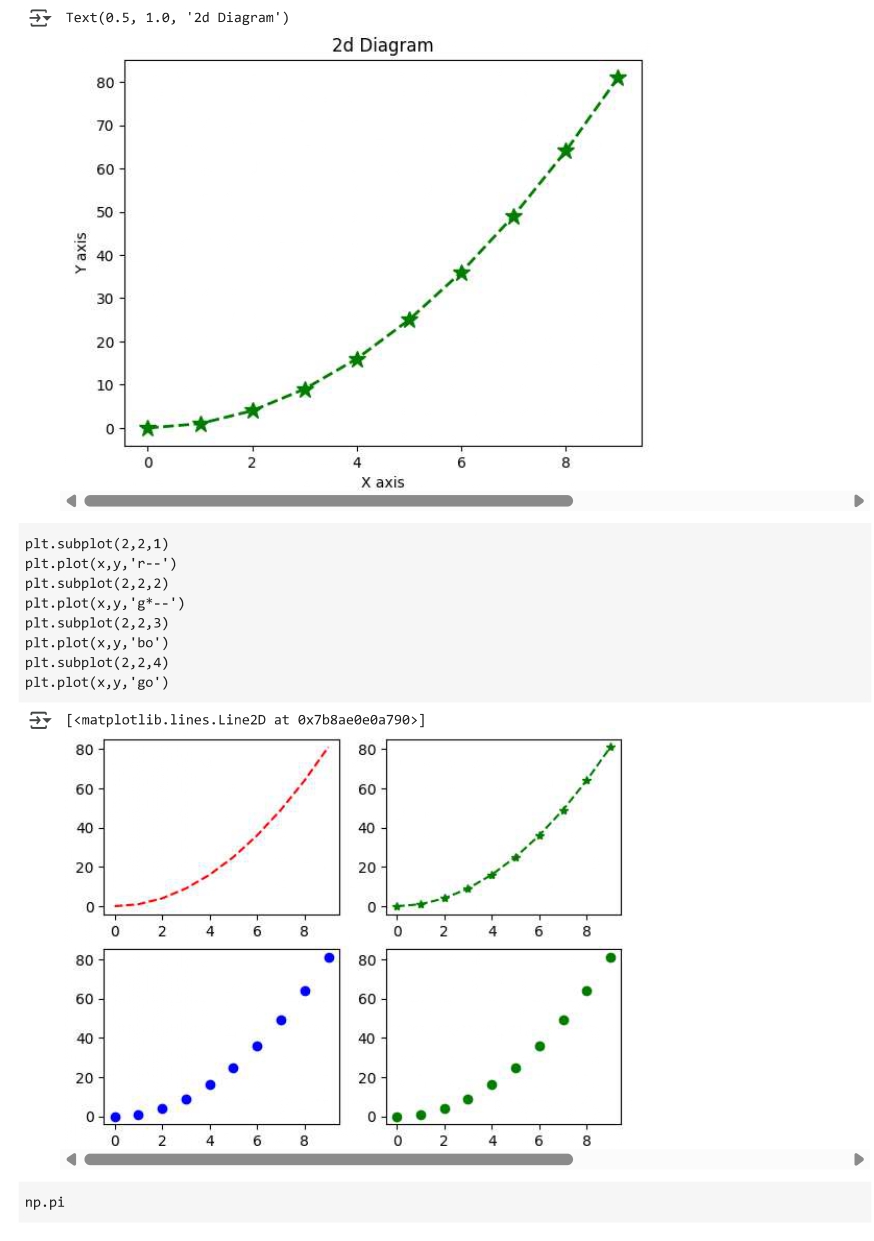 Text(0.5, 1.0, '2d Diagram')
2d Diagram
80
70
60
50
40
30
20
10
0
Y axis
0 2 4 6 8
X axis
plt.subplot(2,2,1)
plt.plot(x,y,'r--')
plt.subplot(2,2,2)
plt.plot(x,y,'g*--')
plt.subplot(2,2,3)
plt.plot(x,y,'bo')
plt.subplot(2,2,4)
plt.plot(x,y,'go')
[<matplotlib.lines.Line2D at 0x7b8ae0e0a790>]
80
60
40
20
0
0 2 4 6 8
80
60
40
20
0
0 2 4 6 8
80
60
40
20
0
0 2 4 6 8
80
60
40
20
0
0 2 4 6 8
np.pi